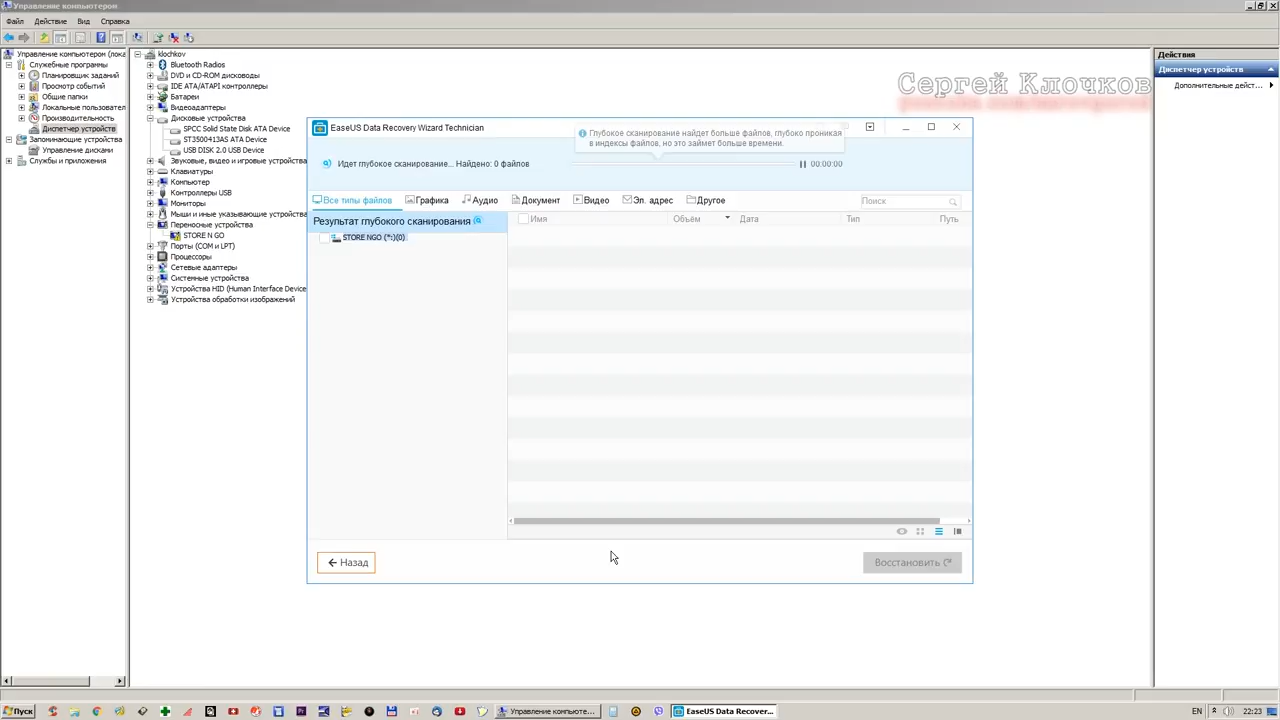 Управление компьютером
Файл Действие Вид Справка
Управление компьютером (лока
Служебные программы
Планировщик заданий
Просмотр событий
Общие папки
Локальные пользовател
Производительность
Диспетчер устройств
Запоминающие устройства
Управление дисками
Службы и приложения
klochkov
Bluetooth Radios
DVD и CD-ROM дисководы
IDE ATA/ATAPI контроллеры
Батареи
Видеоадаптеры
Дисковые устройства
SPCC Solid State Disk ATA Device
ST3500413AS ATA Device
USB DISK 2.0 USB Device
Звуковые, видео и игровые устройства
Клавиатуры
Компьютер
Контроллеры USB
Мониторы
Мыши и иные указывающие устройства
Переносные устройства
STORE N GO
Порты (COM и LPT)
Процессоры
Сетевые адаптеры
Системные устройства
Устройства HID (Human Interface Device
Устройства обработки изображений
Действия
Диспетчер устройств
Дополнительные дейст...
Сергей Клочков
EaseUS Data Recovery Wizard Technician
Глубокое сканирование найдет больше файлов, глубоко проникая
в индексы файлов, но это займет больше времени.
Идет глубокое сканирование... Найдено: 0 файлов
00:00:00
Все типы файлов Графика Аудио Документ Видео Эл. адрес Другое
Поиск
Результат глубокого сканирования
STORE NGO (*:)(0)
Имя Объём Дата Тип Путь
Назад
Восстановить
Пуск
Управление компьюте...
EaseUS Data Recover...
EN
22:23